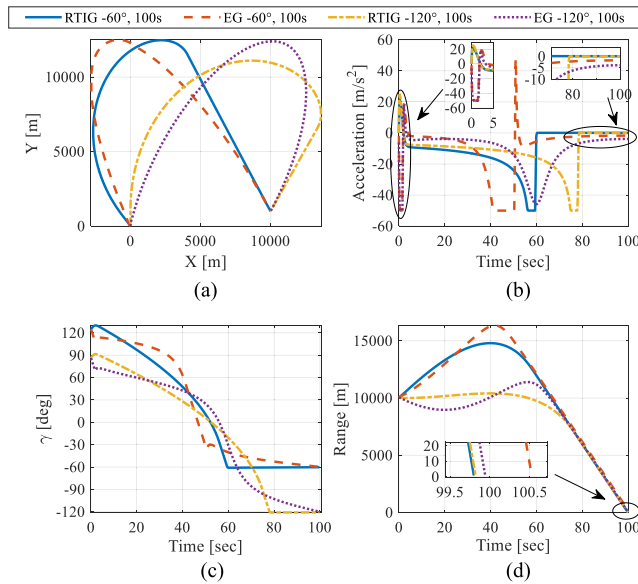 RTIG -60°, 100s EG -60°, 100s RTIG -120°, 100s EG -120°, 100s
Y [m]
10000
5000
0
0 5000 10000
X [m]
(a)
Acceleration [m/s²]
60
40
20
0
-20
-40
-60
20
0
-20
-40
-60
0 5
0
-5
-10
80 100
0 20 40 60 80 100
Time [sec]
(b)
γ [deg]
120
90
60
30
0
-30
-60
-90
-120
0 20 40 60 80 100
Time [sec]
(c)
Range [m]
15000
10000
5000
0
20
10
0
99.5 100 100.5
0 20 40 60 80 100
Time [sec]
(d)